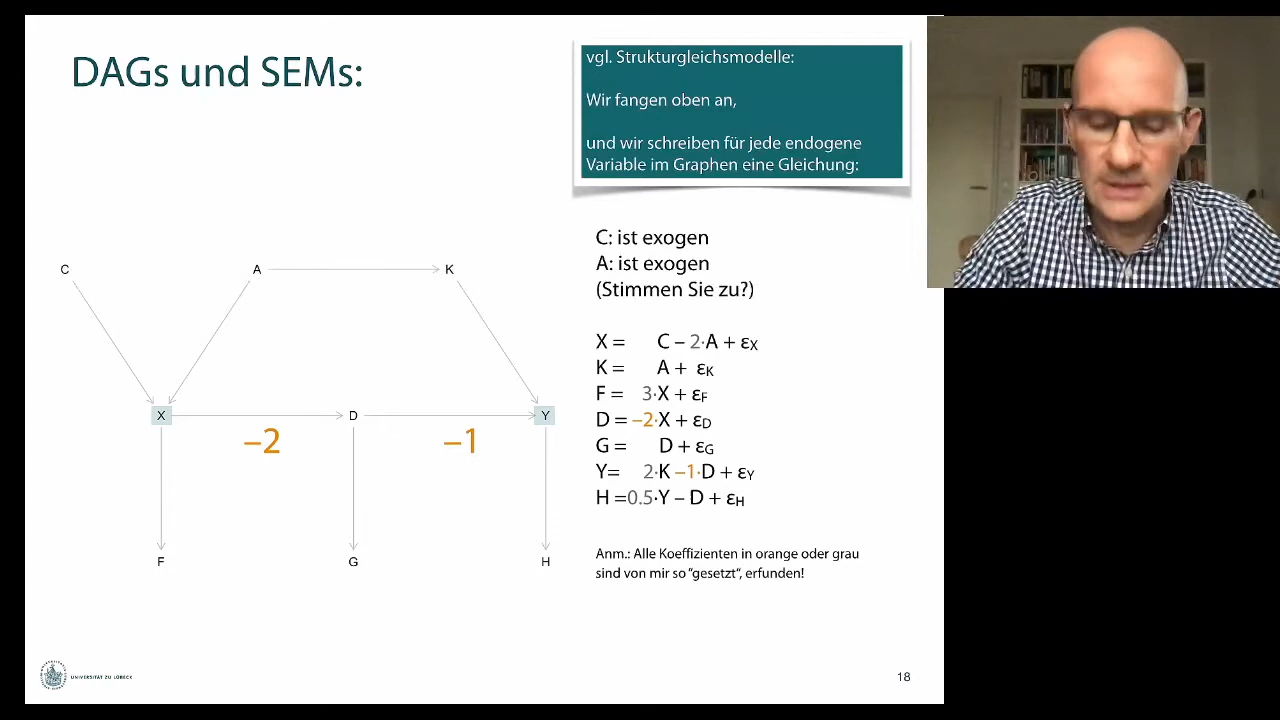 DAGs und SEMs:
vgl. Strukturgleichsmodelle:
Wir fangen oben an,
und wir schreiben für jede endogene
Variable im Graphen eine Gleichung:
C: ist exogen
A: ist exogen
(Stimmen Sie zu?)
X = C – 2·A + εX
K = A + εK
F = 3·X + εF
D = –2·X + εD
G = D + εG
Y= 2·K –1·D + εY
H =0.5·Y – D + εH
Anm.: Alle Koeffizienten in orange oder grau
sind von mir so "gesetzt", erfunden!
C A K
X D Y
–2 –1
F G H
UNIVERSITÄT ZU LÜBECK
18